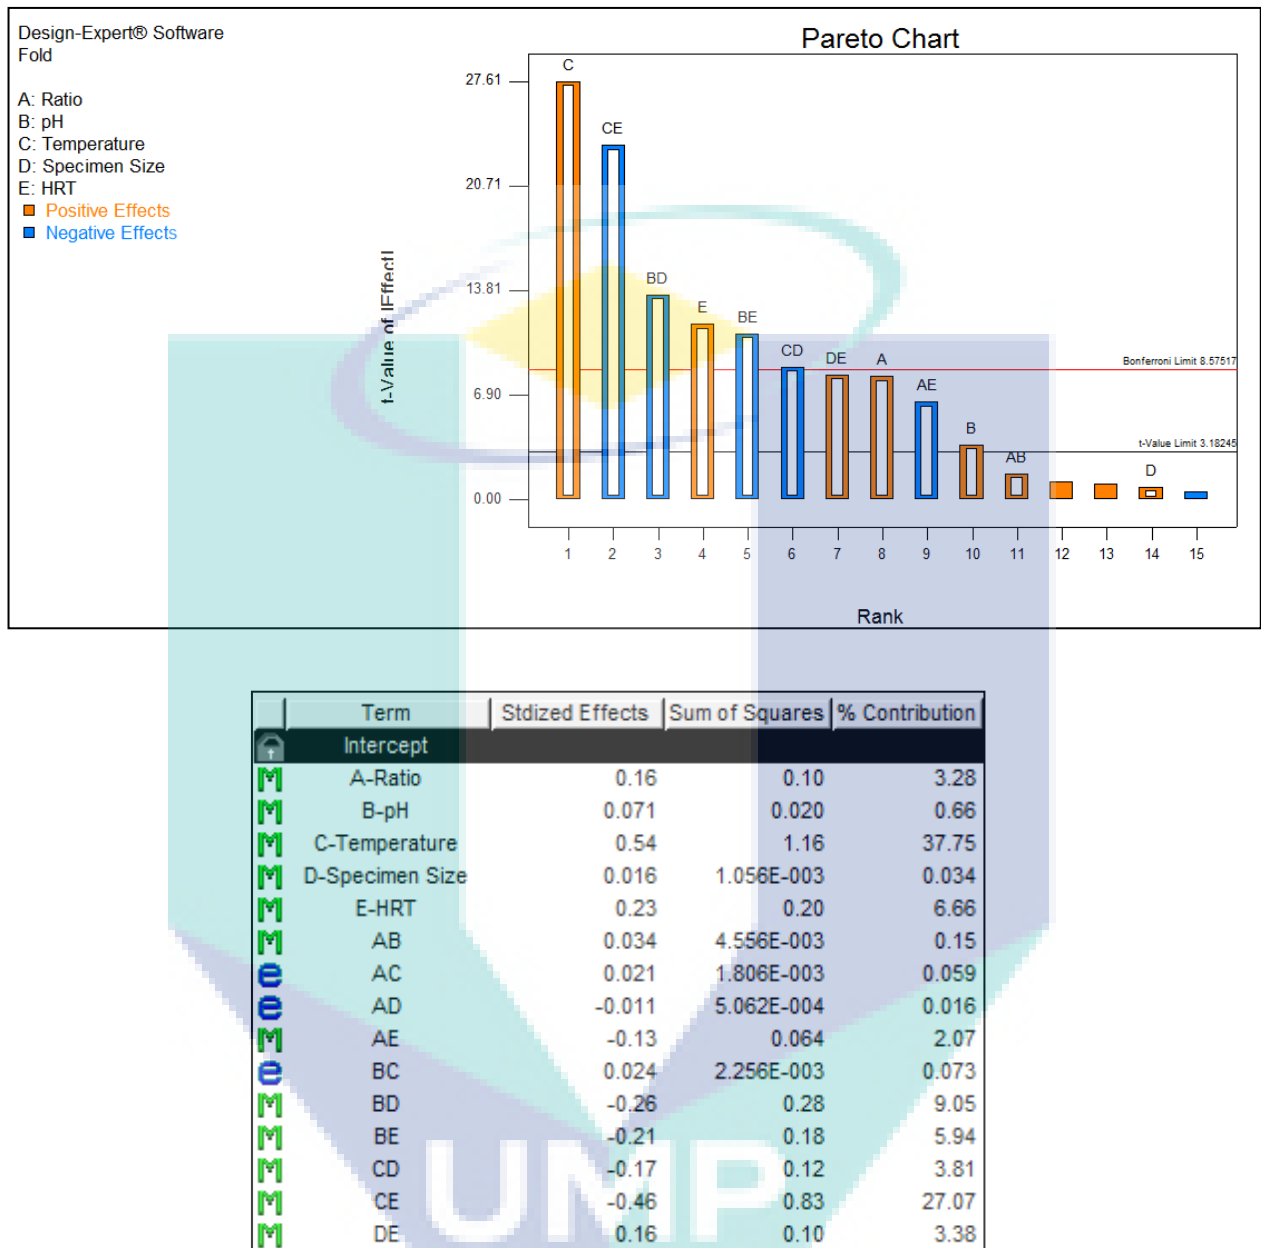 Design-Expert® Software
Fold
A: Ratio
B: pH
C: Temperature
D: Specimen Size
E: HRT
Positive Effects
Negative Effects
Pareto Chart
t-Value of |Effect|
27.61
20.71
13.81
6.90
0.00
C
CE
BD
E
BE
CD
DE
A
AE
B
AB
D
Bonferroni Limit 8.57517
t-Value Limit 3.18245
1 2 3 4 5 6 7 8 9 10 11 12 13 14 15
Rank
Term Stdized Effects Sum of Squares % Contribution
Intercept
M A-Ratio 0.16 0.10 3.28
M B-pH 0.071 0.020 0.66
M C-Temperature 0.54 1.16 37.75
M D-Specimen Size 0.016 1.056E-003 0.034
M E-HRT 0.23 0.20 6.66
M AB 0.034 4.556E-003 0.15
e AC 0.021 1.806E-003 0.059
e AD -0.011 5.062E-004 0.016
M AE -0.13 0.064 2.07
e BC 0.024 2.256E-003 0.073
M BD -0.26 0.28 9.05
M BE -0.21 0.18 5.94
M CD -0.17 0.12 3.81
M CE -0.46 0.83 27.07
M DE 0.16 0.10 3.38
UMP